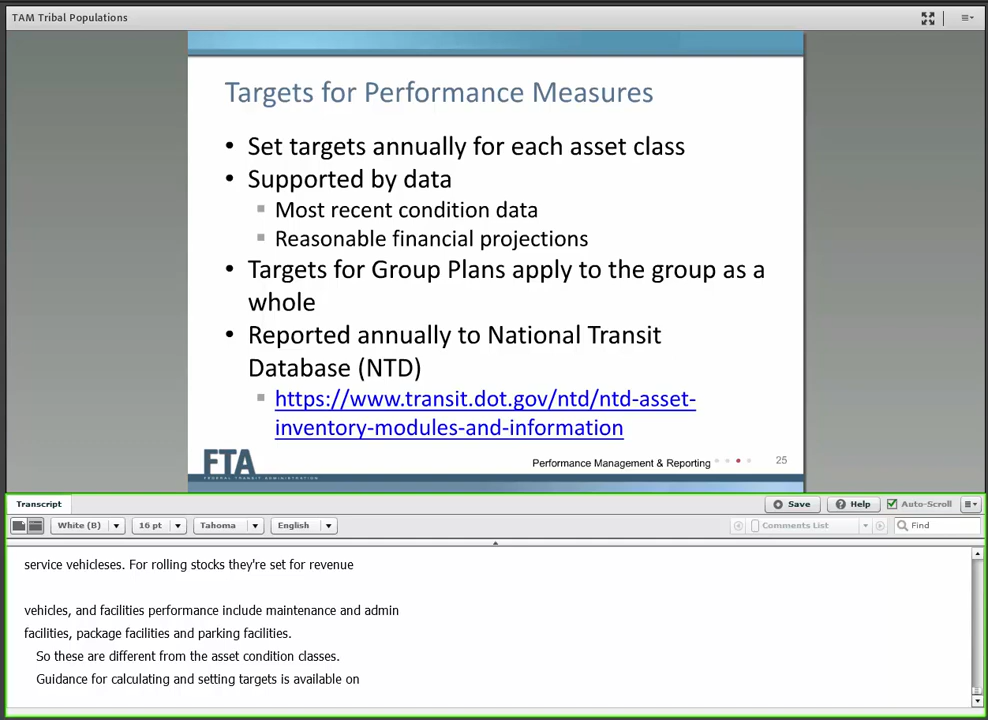 TAM Tribal Populations
Targets for Performance Measures
• Set targets annually for each asset class
• Supported by data
Most recent condition data
Reasonable financial projections
• Targets for Group Plans apply to the group as a
whole
• Reported annually to National Transit
Database (NTD)
https://www.transit.dot.gov/ntd/ntd-asset-
inventory-modules-and-information
FTA
FEDERAL TRANSIT ADMINISTRATION
Performance Management & Reporting
25
Transcript
Save
Help
Auto-Scroll
White (B)
16 pt
Tahoma
English
Comments List
Find
service vehicleses. For rolling stocks they're set for revenue
vehicles, and facilities performance include maintenance and admin
facilities, package facilities and parking facilities.
So these are different from the asset condition classes.
Guidance for calculating and setting targets is available on